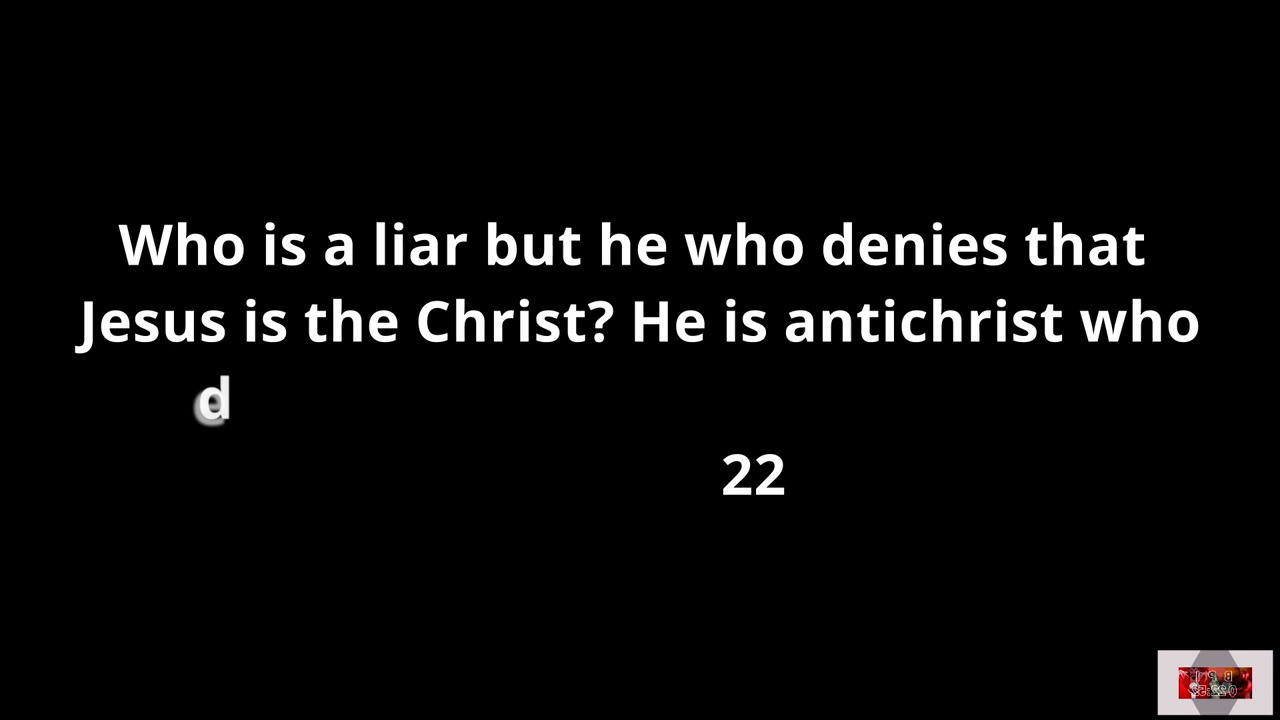 Who is a liar but he who denies that
Jesus is the Christ? He is antichrist who
d
22